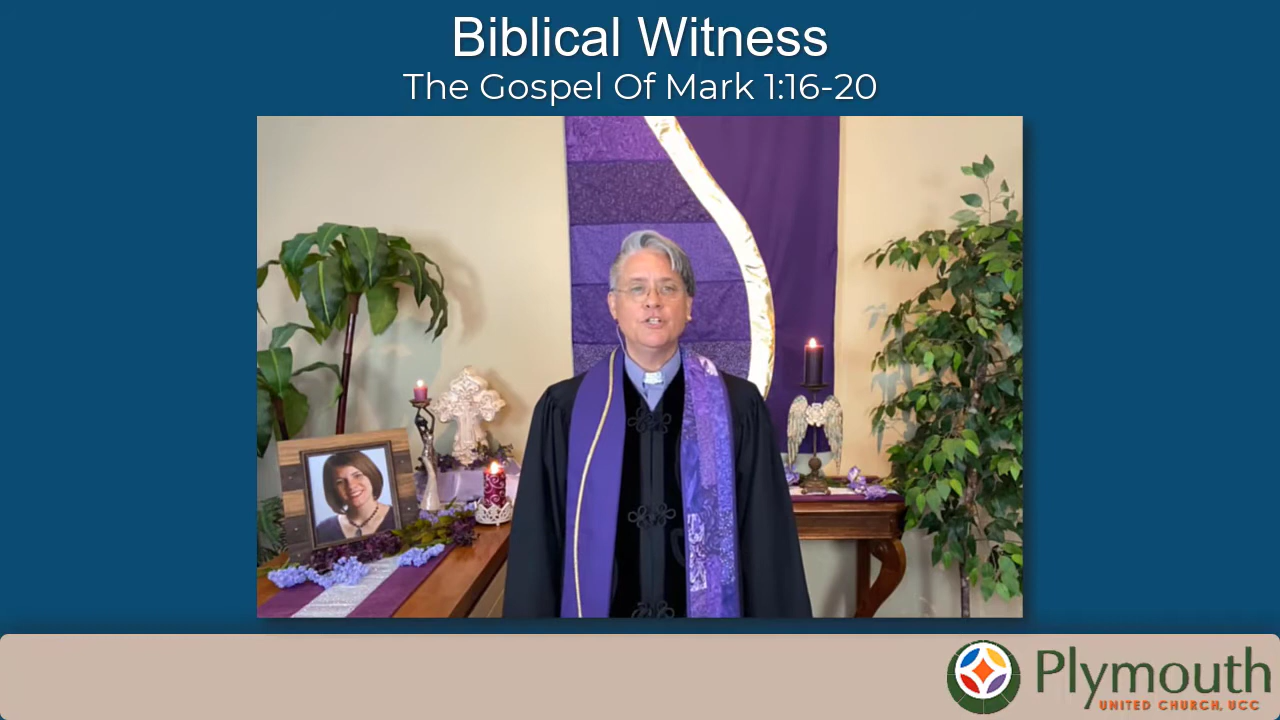 Biblical Witness
The Gospel Of Mark 1:16-20
Plymouth
UNITED CHURCH, UCC